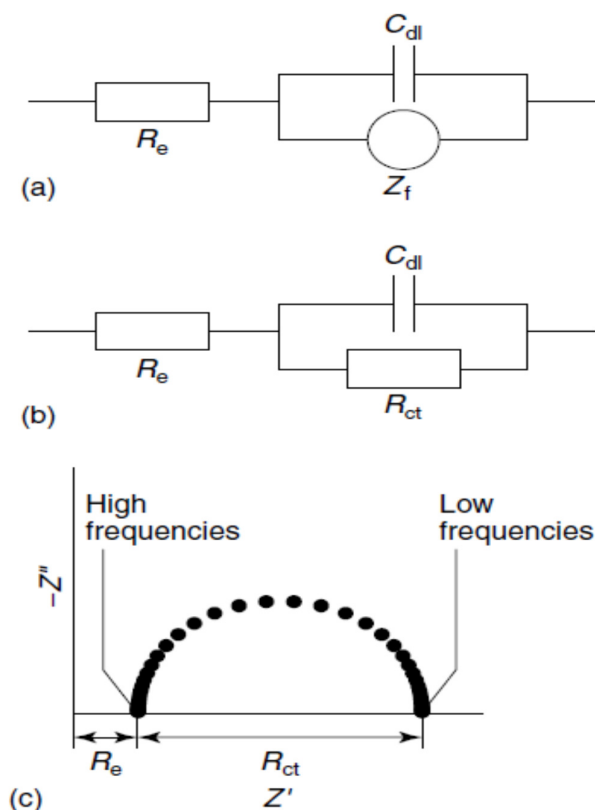 C_dl
R_e
Z_f
(a)
C_dl
R_e
R_ct
(b)
High
frequencies
Low
frequencies
–Z″
R_e
R_ct
(c)
Z′